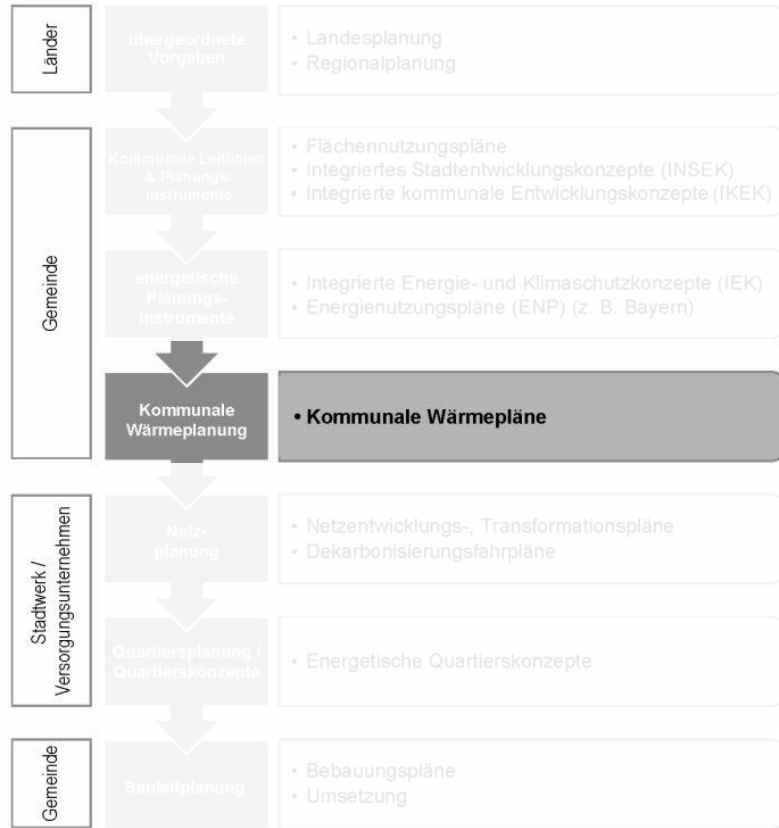 Länder
übergeordnete
Vorgaben
• Landesplanung
• Regionalplanung
Gemeinde
Kommunale Leitlinien
& Planungs-
instrumente
• Flächennutzungspläne
• Integriertes Stadtentwicklungskonzepte (INSEK)
• Integrierte kommunale Entwicklungskonzepte (IKEK)
energetische
Planungs-
instrumente
• Integrierte Energie- und Klimaschutzkonzepte (IEK)
• Energienutzungspläne (ENP) (z. B. Bayern)
Kommunale
Wärmeplanung
• Kommunale Wärmepläne
Stadtwerk /
Versorgungsunternehmen
Netz-
planung
• Netzentwicklungs-, Transformationspläne
• Dekarbonisierungsfahrpläne
Quartiersplanung /
Quartierskonzepte
• Energetische Quartierskonzepte
Gemeinde
Bauleitplanung
• Bebauungspläne
• Umsetzung